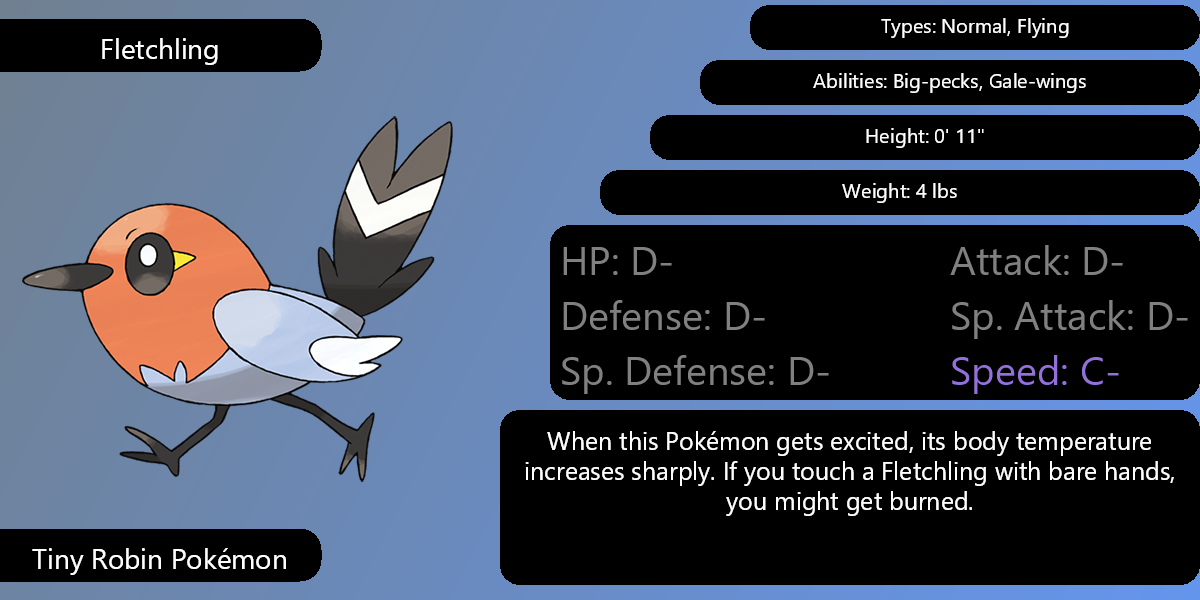 Fletchling
Types: Normal, Flying
Abilities: Big-pecks, Gale-wings
Height: 0' 11"
Weight: 4 lbs
HP: D-
Attack: D-
Defense: D-
Sp. Attack: D-
Sp. Defense: D-
Speed: C-
When this Pokémon gets excited, its body temperature
increases sharply. If you touch a Fletchling with bare hands,
you might get burned.
Tiny Robin Pokémon